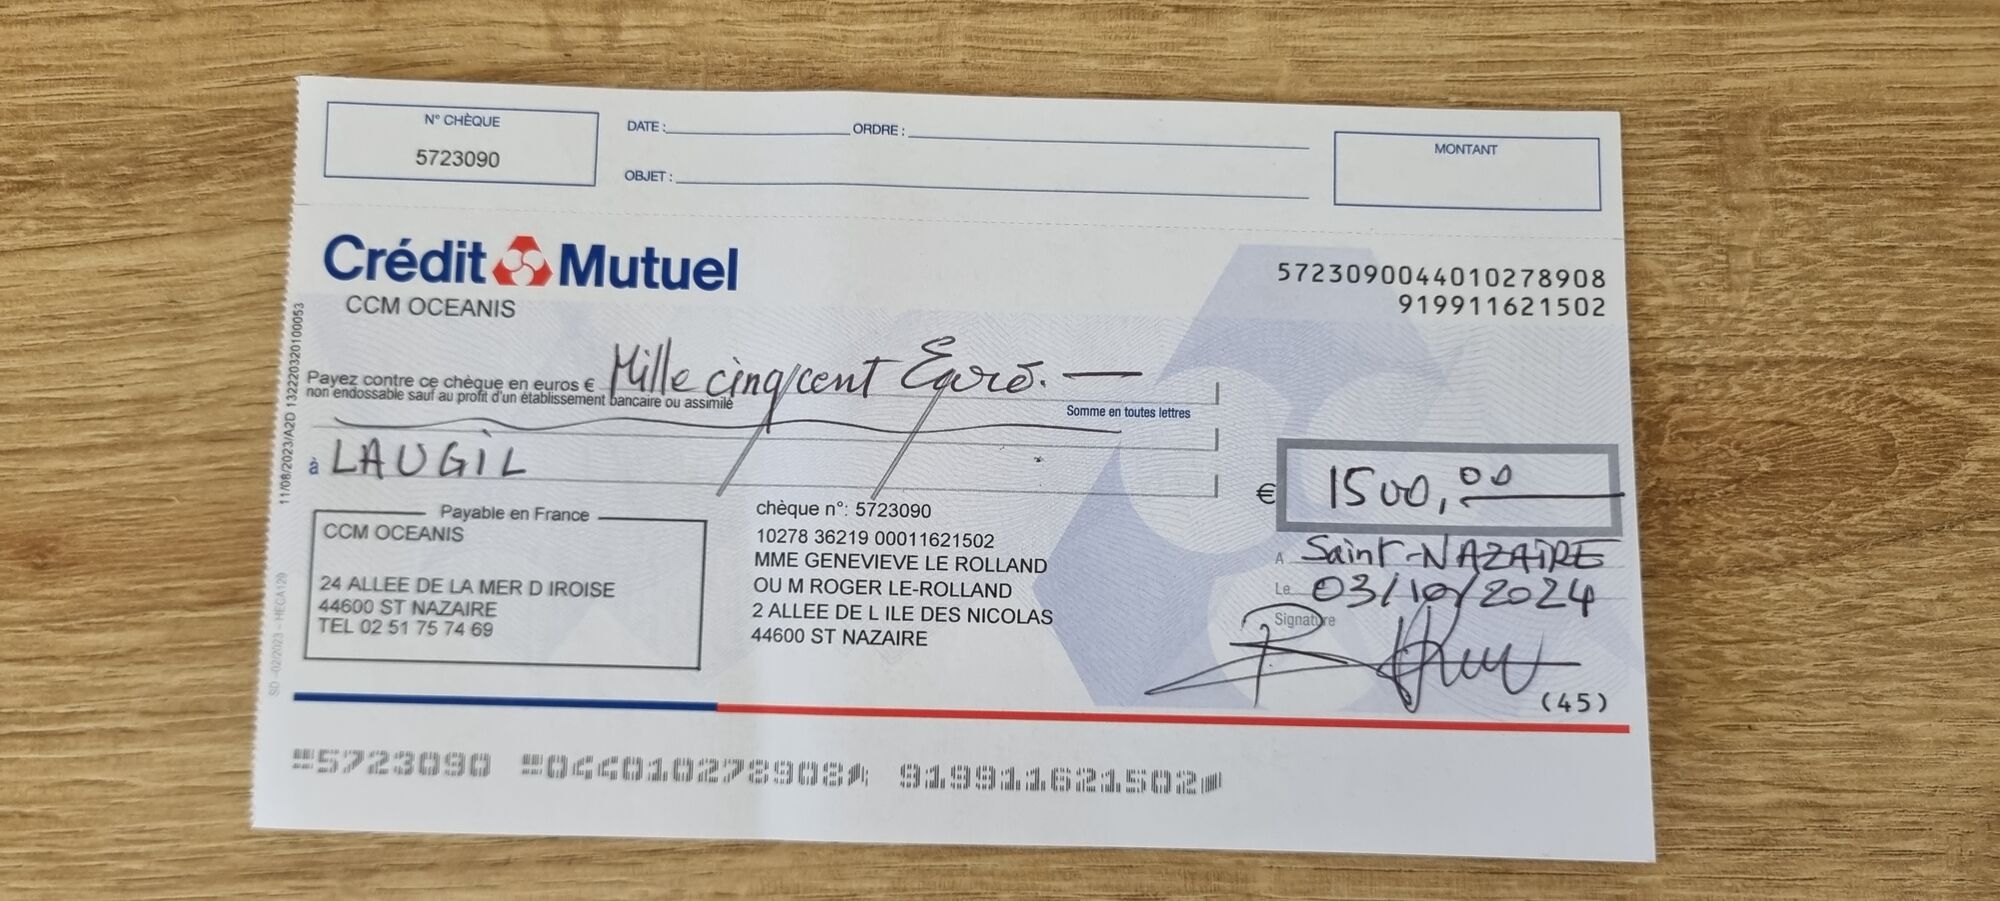 N° CHÈQUE
5723090
DATE :
ORDRE :
OBJET :
MONTANT
Crédit Mutuel
CCM OCEANIS
5723090044010278908
919911621502
11/08/2023/A2D 13222032010005​3
Payez contre ce chèque en euros € Mille cinq cent Euro.
non endossable sauf au profit d'un établissement bancaire ou assimilé
Somme en toutes lettres
à LAUGIL
€ 1500,00
Payable en France
CCM OCEANIS
24 ALLEE DE LA MER D IROISE
44600 ST NAZAIRE
TEL 02 51 75 74 69
chèque n°: 5723090
10278 36219 00011621502
MME GENEVIEVE LE ROLLAND
OU M ROGER LE-ROLLAND
2 ALLEE DE L ILE DES NICOLAS
44600 ST NAZAIRE
A Saint-NAZAIRE
Le 03/10/2024
Signature
(45)
5723090 044010278908 919911621502